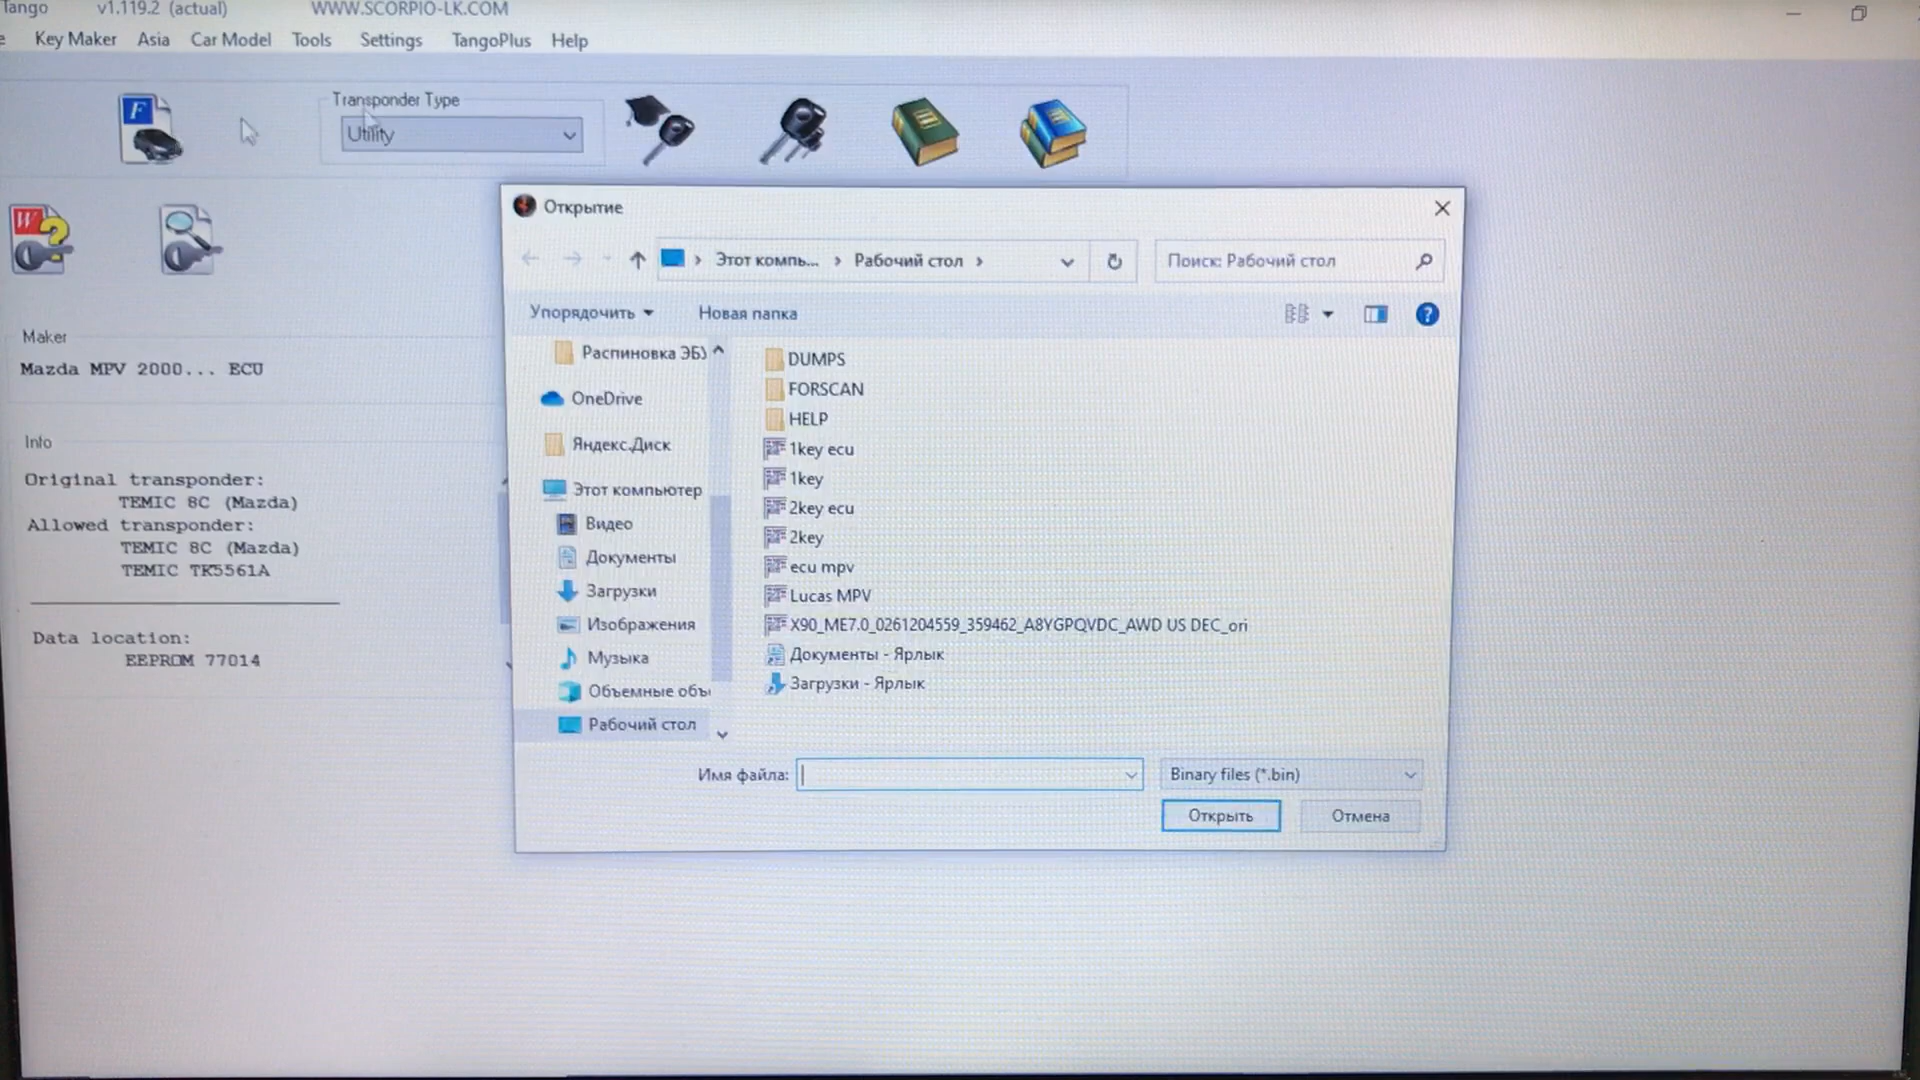 Tango v1.119.2 (actual) WWW.SCORPIO-LK.COM
e Key Maker Asia Car Model Tools Settings TangoPlus Help
F
Transponder Type
Utility
W ?
Maker
Mazda MPV 2000... ECU
Info
Original transponder:
TEMIC 8C (Mazda)
Allowed transponder:
TEMIC 8C (Mazda)
TEMIC TK5561A
Data location:
EEPROM 77014
Открытие
Этот компь... Рабочий стол
Поиск: Рабочий стол
Упорядочить Новая папка
?
Распиновка ЭБУ
OneDrive
Яндекс.Диск
Этот компьютер
Видео
Документы
Загрузки
Изображения
Музыка
Объемные объ
Рабочий стол
DUMPS
FORSCAN
HELP
1key ecu
1key
2key ecu
2key
ecu mpv
Lucas MPV
X90_ME7.0_0261204559_359462_A8YGPQVDC_AWD US DEC_ori
Документы - Ярлык
Загрузки - Ярлык
Имя файла:
Binary files (*.bin)
Открыть Отмена